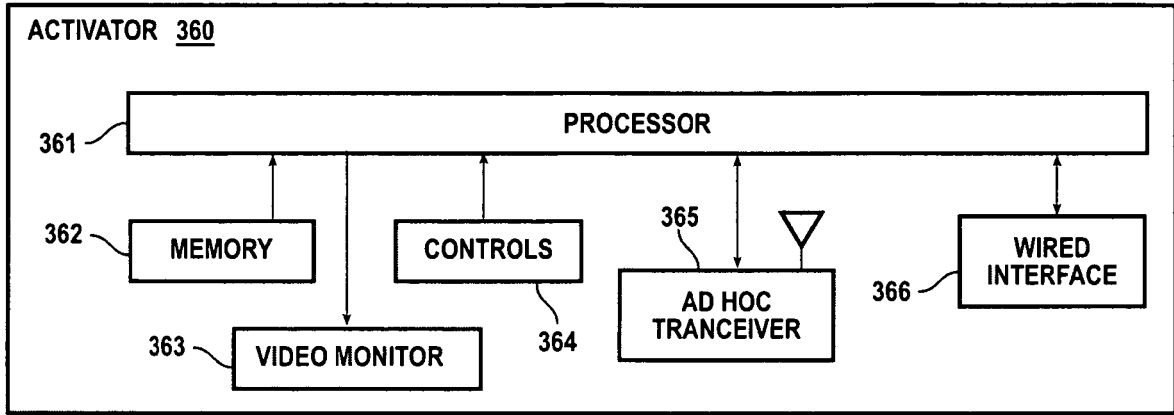 ACTIVATOR 360
PROCESSOR
361
362
MEMORY
CONTROLS
364
365
AD HOC
TRANCEIVER
WIRED
INTERFACE
366
363
VIDEO MONITOR